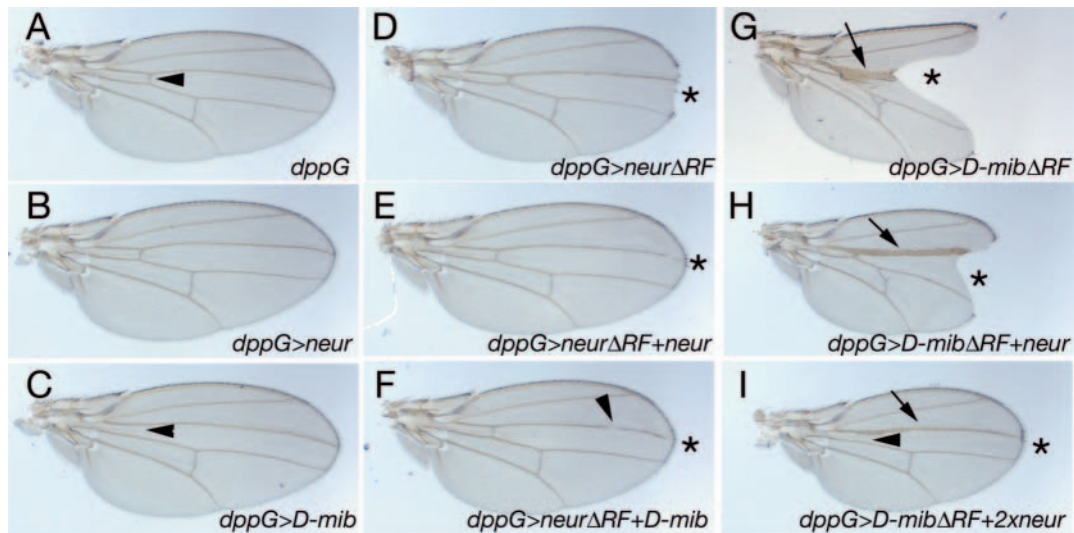 A
dppG
D
*
dppG>neurΔRF
G
*
dppG>D-mibΔRF
B
dppG>neur
E
*
dppG>neurΔRF+neur
H
*
dppG>D-mibΔRF+neur
C
dppG>D-mib
F
*
dppG>neurΔRF+D-mib
I
*
dppG>D-mibΔRF+2xneur